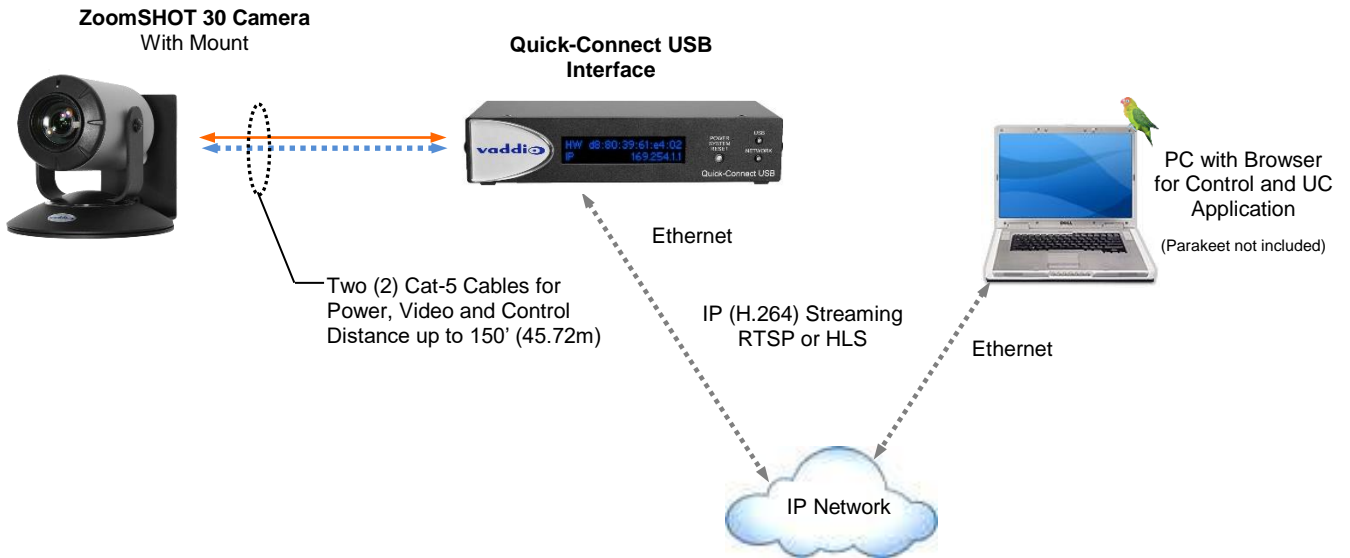 ZoomSHOT 30 Camera
With Mount
Quick-Connect USB
Interface
vaddio
HW d8:80:39:61:e4:02
IP 169.254.1.1
POWER
SYSTEM
RESET
USB
NETWORK
Quick-Connect USB
PC with Browser
for Control and UC
Application
(Parakeet not included)
DELL
Two (2) Cat-5 Cables for
Power, Video and Control
Distance up to 150’ (45.72m)
Ethernet
IP (H.264) Streaming
RTSP or HLS
Ethernet
IP Network